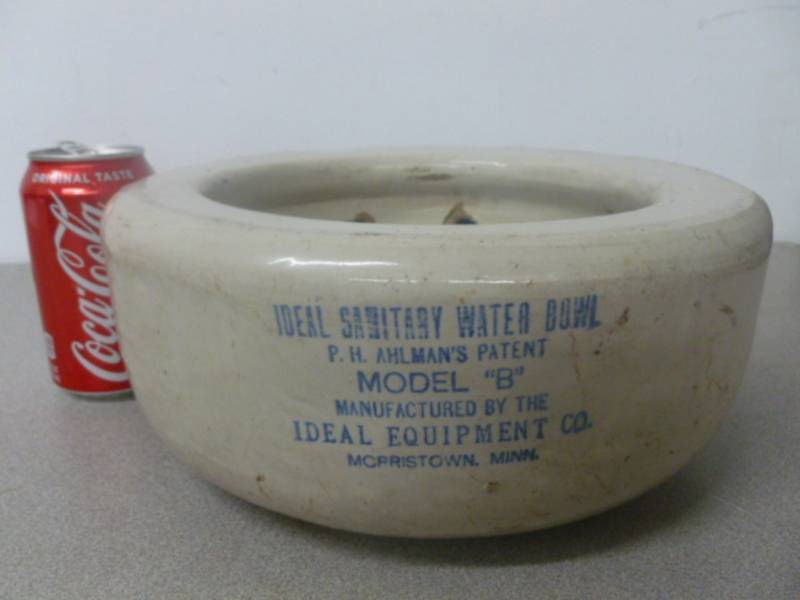 ORIGINAL TASTE
Coca-Cola
IDEAL SANITARY WATER BOWL
P. H. AHLMAN'S PATENT
MODEL "B"
MANUFACTURED BY THE
IDEAL EQUIPMENT CO.
MORRISTOWN, MINN.